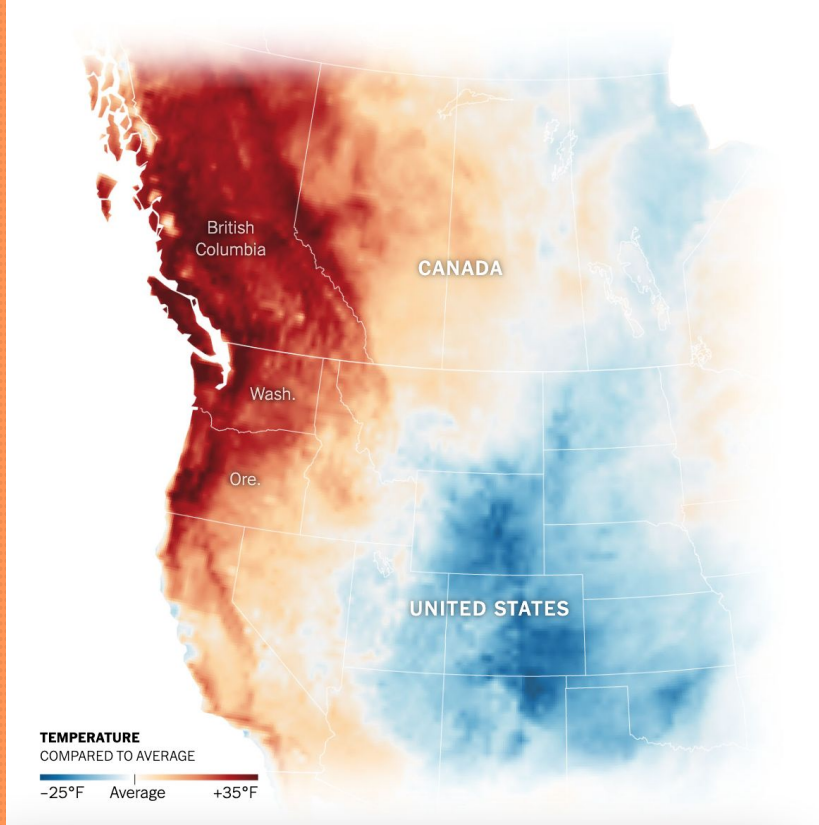 British
Columbia
CANADA
Wash.
Ore.
UNITED STATES
TEMPERATURE
COMPARED TO AVERAGE
–25°F Average +35°F